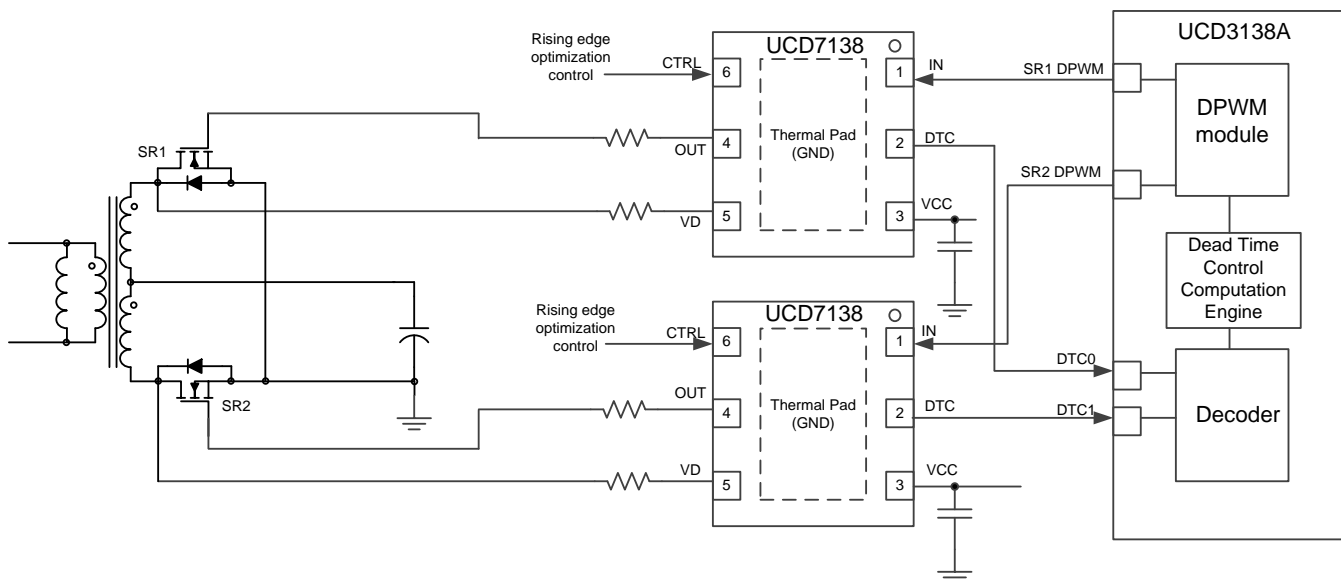 UCD3138A
UCD7138
Rising edge
optimization
control
CTRL
6
1
IN
SR1 DPWM
DPWM
module
Thermal Pad
(GND)
SR1
4
OUT
2
DTC
SR2 DPWM
5
VD
3
VCC
Dead Time
Control
Computation
Engine
UCD7138
Rising edge
optimization
control
CTRL
6
1
IN
DTC0
SR2
OUT
4
Thermal Pad
(GND)
2
DTC
DTC1
Decoder
VD
5
3
VCC